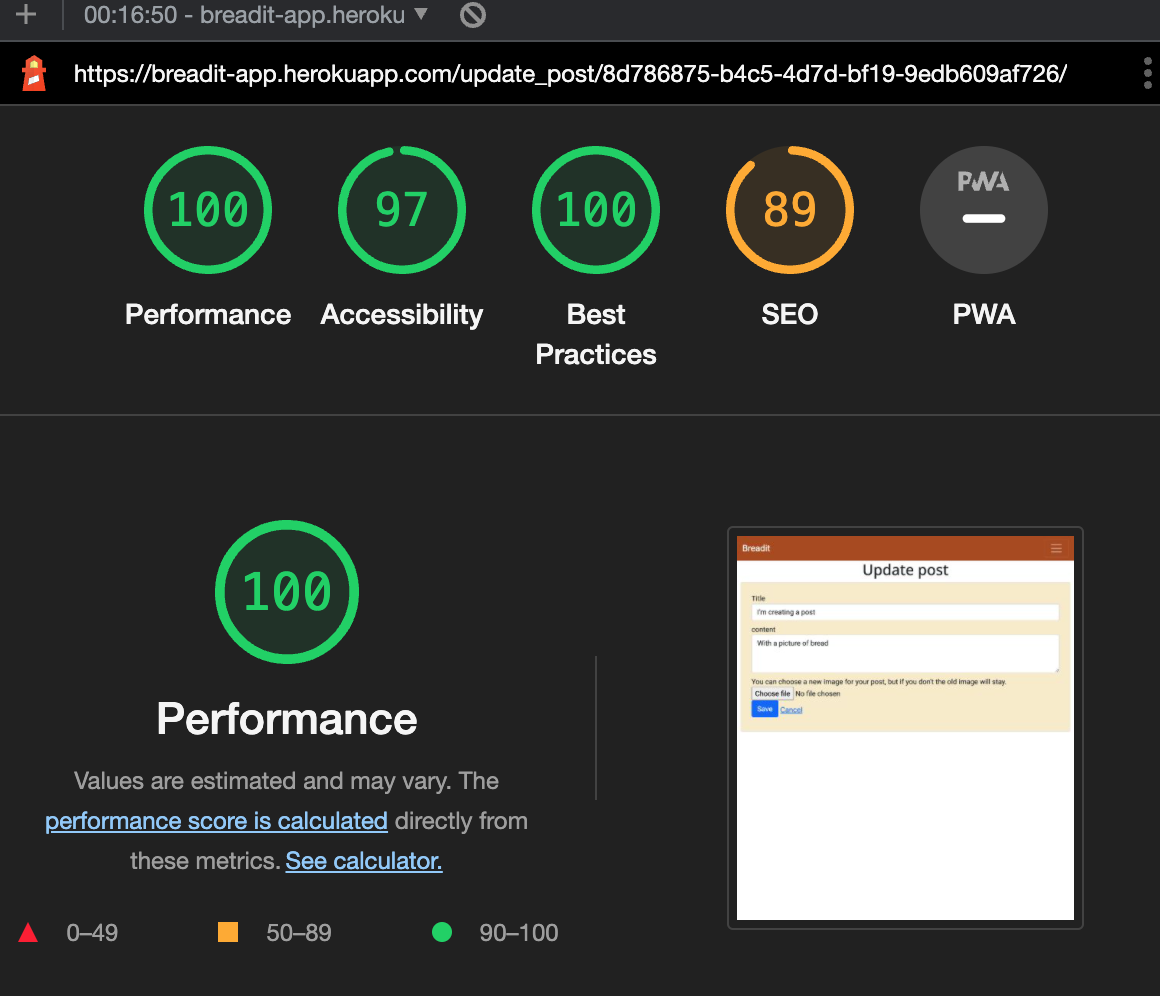 00:16:50 - breadit-app.heroku
https://breadit-app.herokuapp.com/update_post/8d786875-b4c5-4d7d-bf19-9edb609af726/
100
97
100
89
PWA
Performance
Accessibility
Best
Practices
SEO
PWA
100
Performance
Values are estimated and may vary. The
performance score is calculated directly from
these metrics. See calculator.
0–49
50–89
90–100
Breadit
Update post
Title
I'm creating a post
content
With a picture of bread
You can choose a new image for your post, but if you don't the old image will stay.
Choose file No file chosen
Save Cancel